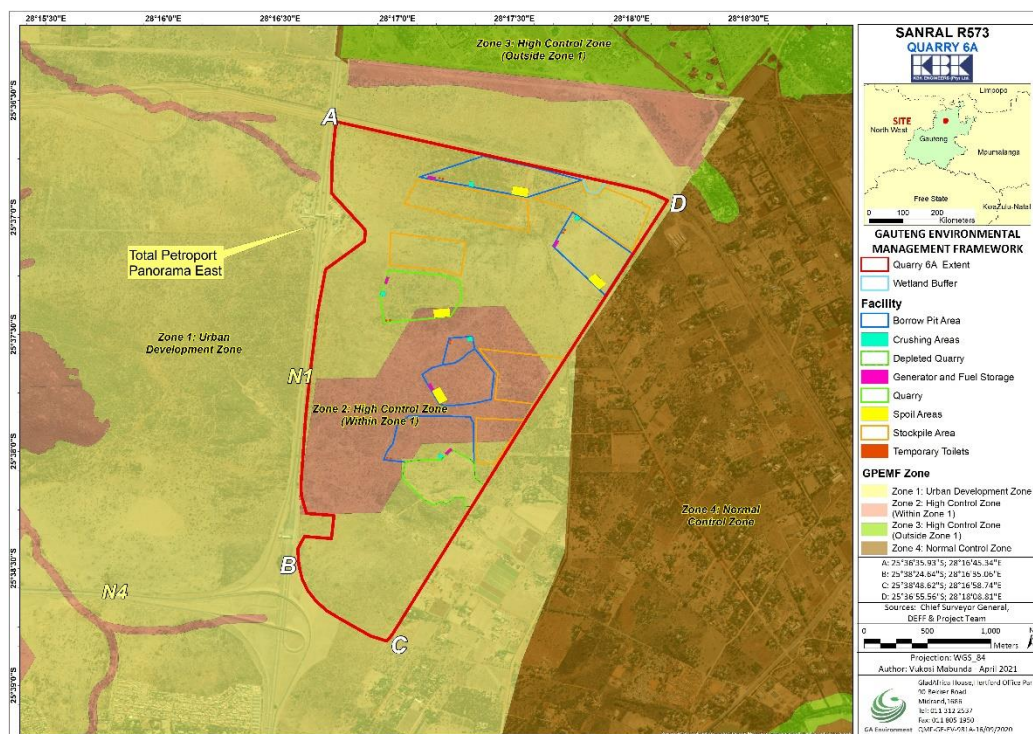 28°15'30"E
28°16'0"E
28°16'30"E
28°17'0"E
28°17'30"E
28°18'0"E
28°18'30"E
25°36'30"S
25°37'0"S
25°37'30"S
25°38'0"S
25°38'30"S
25°39'0"S
Zone 3: High Control Zone
(Outside Zone 1)
A
D
Total Petroport
Panorama East
Zone 1: Urban
Development Zone
N1
Zone 2: High Control Zone
(Within Zone 1)
Zone 4: Normal
Control Zone
B
N4
C
SANRAL R573
QUARRY 6A
KBK
KBK ENGINEERS (Pty) Ltd.
Limpopo
SITE
North West
Gauteng
Mpumalanga
Free State
KwaZulu-Natal
0 100 200
Kilometers
GAUTENG ENVIRONMENTAL
MANAGEMENT FRAMEWORK
Quarry 6A Extent
Wetland Buffer
Facility
Borrow Pit Area
Crushing Areas
Depleted Quarry
Generator and Fuel Storage
Quarry
Spoil Areas
Stockpile Area
Temporary Toilets
GPEMF Zone
Zone 1: Urban Development Zone
Zone 2: High Control Zone
(Within Zone 1)
Zone 3: High Control Zone
(Outside Zone 1)
Zone 4: Normal Control Zone
A: 25°36'35.93"S; 28°16'45.34"E
B: 25°38'24.64"S; 28°16'35.06"E
C: 25°38'48.62"S; 28°16'58.74"E
D: 25°36'55.56"S; 28°18'08.81"E
Sources: Chief Surveyor General,
DEFF & Project Team
0 500 1,000
Meters
N
Projection: WGS_84
Author: Vukosi Mabunda April 2021
GladAfrica House, Hertford Office Par
90 Bekker Road
Midrand, 1686
Tel: 011 312 2537
Fax: 011 805 1950
GA Environment QMF-GE-EV-981A-16/09/2020